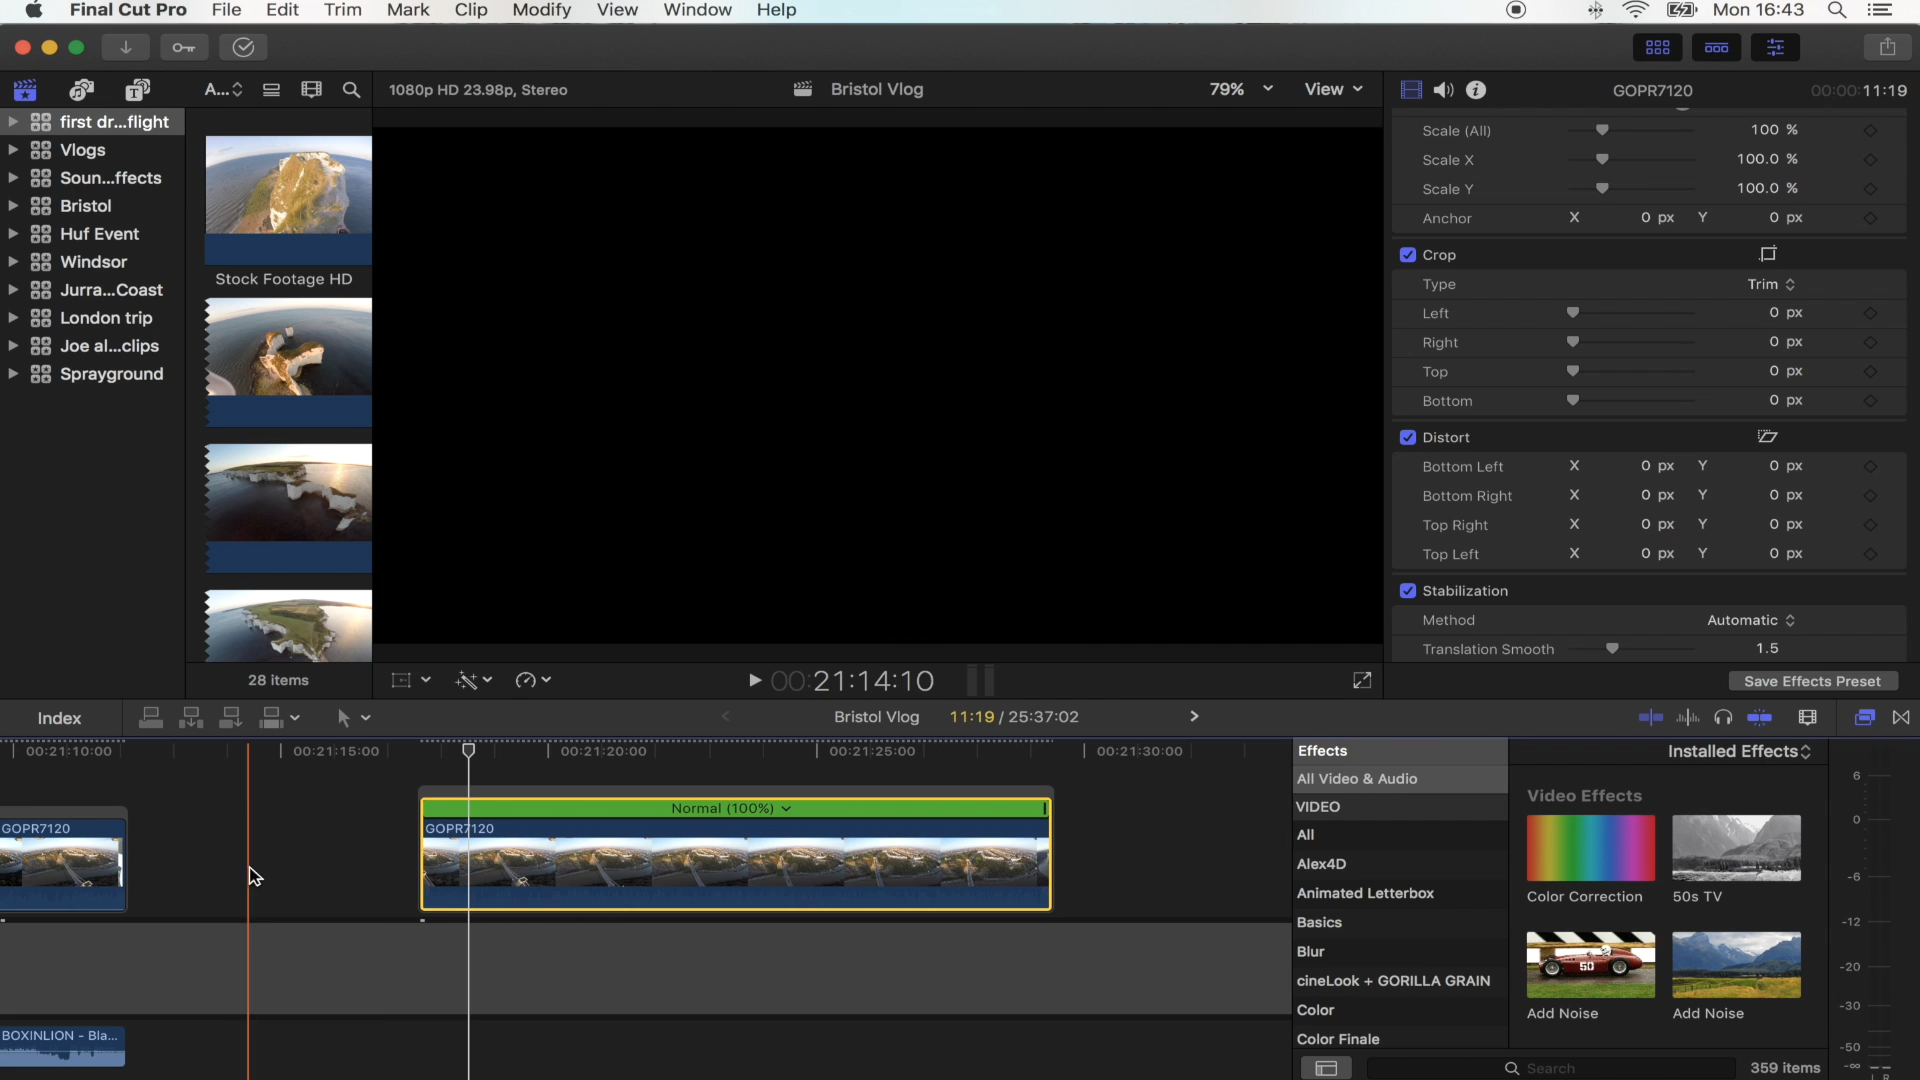 Final Cut Pro File Edit Trim Mark Clip Modify View Window Help Mon 16:43
A... 1080p HD 23.98p, Stereo Bristol Vlog 79% View GOPR7120 00:00:11:19
first dr...flight
Vlogs
Soun...ffects
Bristol
Huf Event
Windsor
Jurra...Coast
London trip
Joe al...clips
Sprayground
Stock Footage HD
28 items
00:21:14:10
Scale (All) 100 %
Scale X 100.0 %
Scale Y 100.0 %
Anchor X 0 px Y 0 px
Crop
Type Trim
Left 0 px
Right 0 px
Top 0 px
Bottom 0 px
Distort
Bottom Left X 0 px Y 0 px
Bottom Right X 0 px Y 0 px
Top Right X 0 px Y 0 px
Top Left X 0 px Y 0 px
Stabilization
Method Automatic
Translation Smooth 1.5
Save Effects Preset
Index Bristol Vlog 11:19 / 25:37:02
00:21:10:00 00:21:15:00 00:21:20:00 00:21:25:00 00:21:30:00
Normal (100%)
GOPR7120 GOPR7120
BOXINLION - Bla...
Effects Installed Effects
All Video & Audio
VIDEO
All
Alex4D
Animated Letterbox
Basics
Blur
cineLook + GORILLA GRAIN
Color
Color Finale
Video Effects
Color Correction 50s TV
50
Add Noise Add Noise
Search 359 items
6
0
-6
-12
-20
-30
-50
-∞
L R